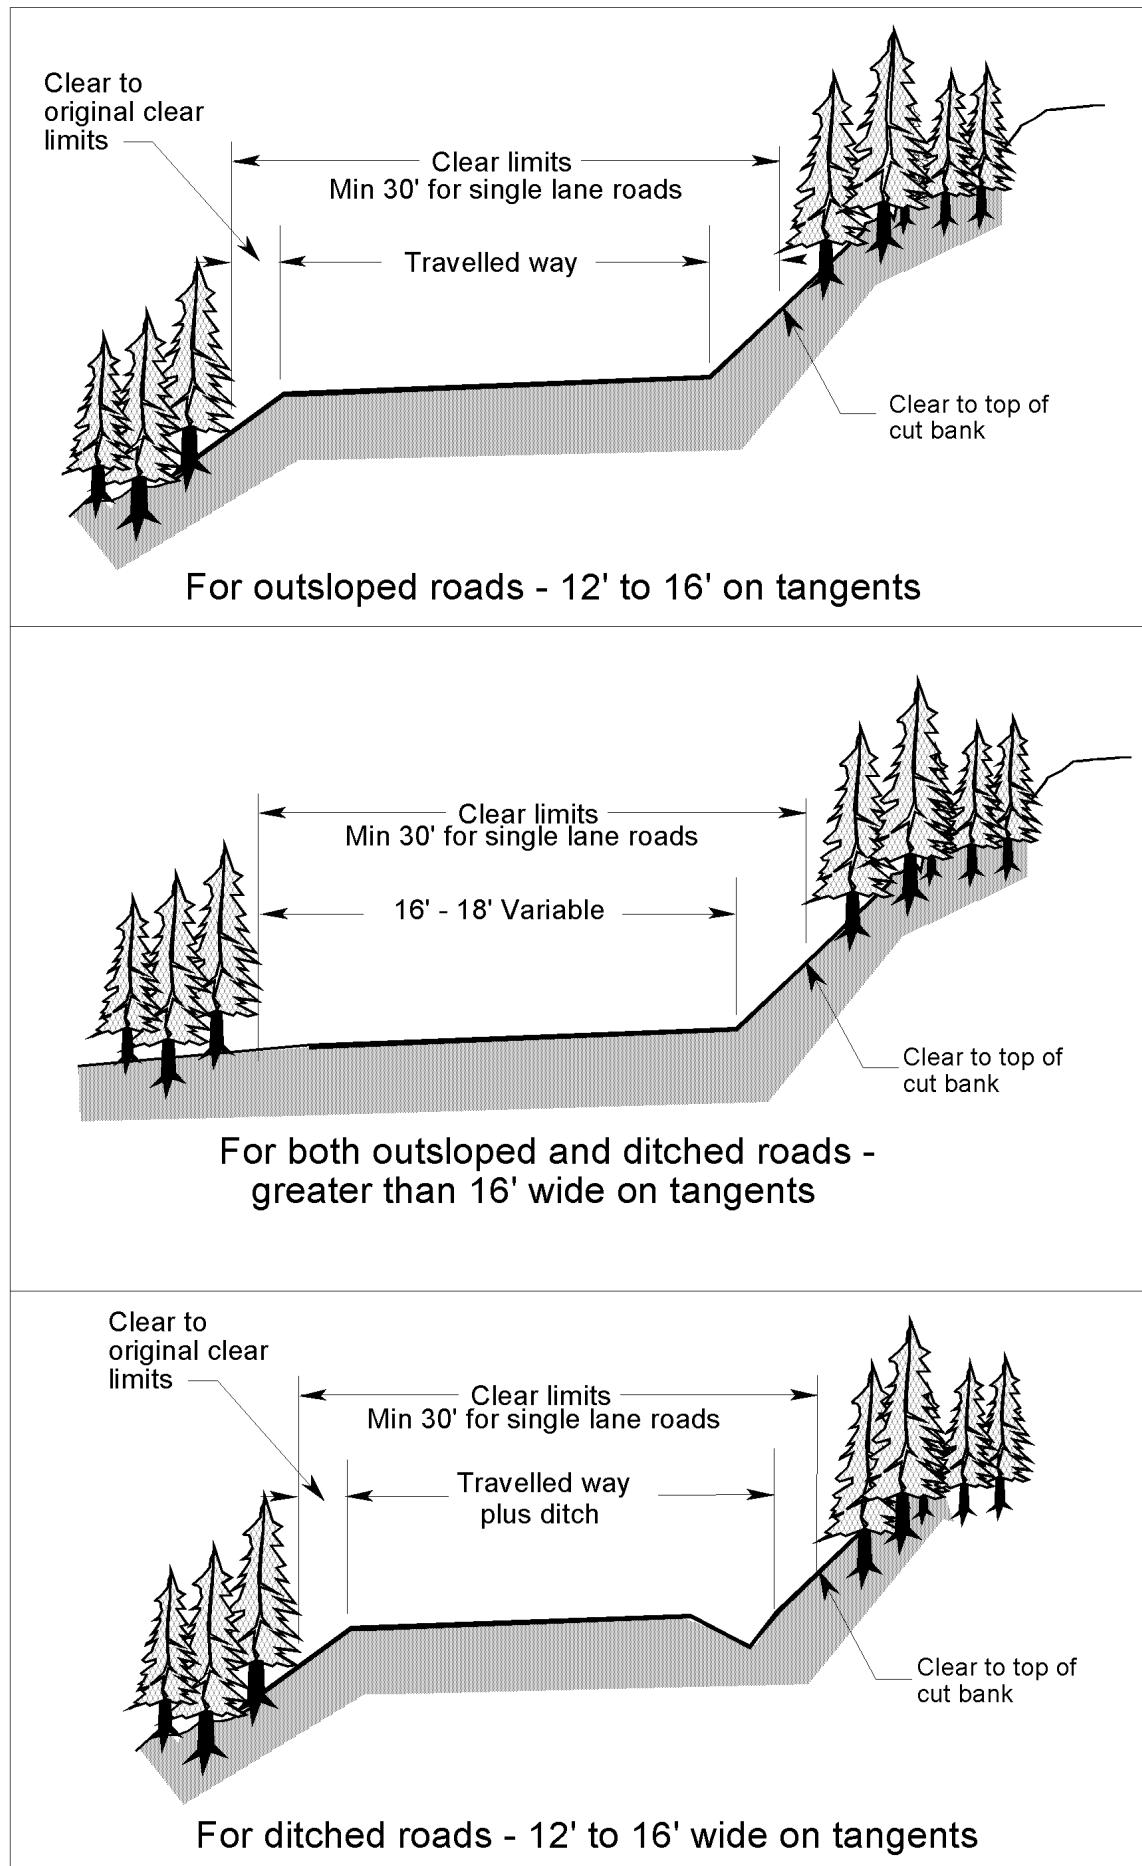 Clear to
original clear
limits
Clear limits
Min 30' for single lane roads
Travelled way
Clear to top of
cut bank
For outsloped roads - 12' to 16' on tangents
Clear limits
Min 30' for single lane roads
16' - 18' Variable
Clear to top of
cut bank
For both outsloped and ditched roads -
greater than 16' wide on tangents
Clear to
original clear
limits
Clear limits
Min 30' for single lane roads
Travelled way
plus ditch
Clear to top of
cut bank
For ditched roads - 12' to 16' wide on tangents